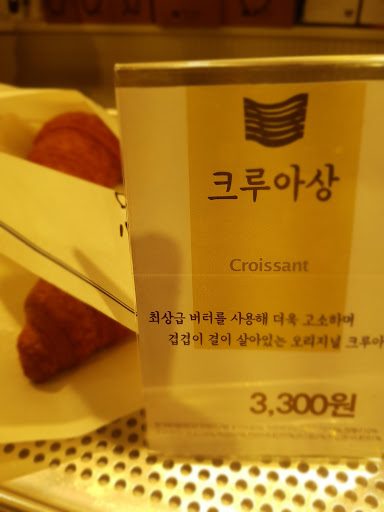 크루아상
Croissant
최상급 버터를 사용해 더욱 고소하며
겹겹이 결이 살아있는 오리지널 크루아
3,300원